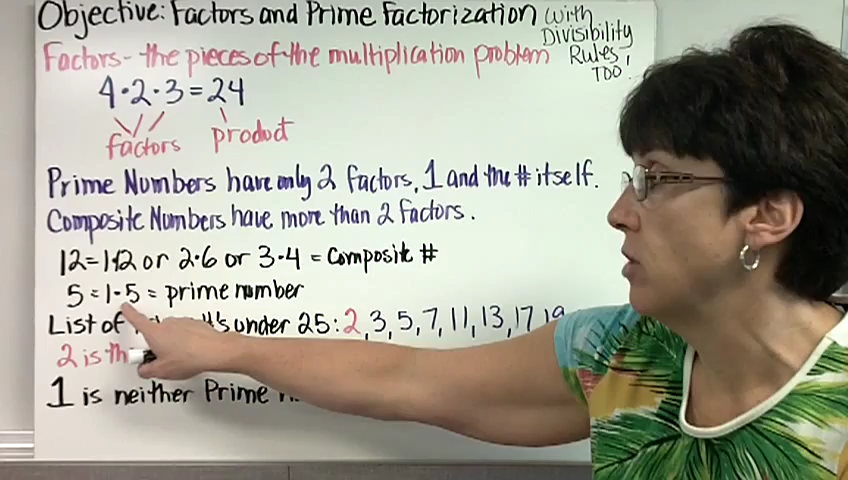 Objective: Factors and Prime Factorization with Divisibility Rules, TOO!
Factors - the pieces of the multiplication problem
4 · 2 · 3 = 24
factors product
Prime Numbers have only 2 factors, 1 and the # itself.
Composite Numbers have more than 2 factors.
12 = 1·12 or 2·6 or 3·4 = Composite #
5 = 1·5 = prime number
List of #'s under 25: 2, 3, 5, 7, 11, 13, 17, 19
2 is
1 is neither Prime